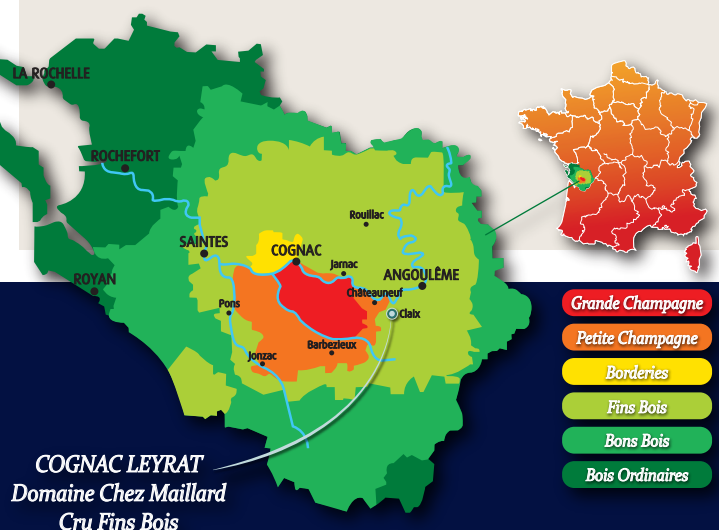 LA ROCHELLE
ROCHEFORT
Rouillac
SAINTES
COGNAC
Jarnac
ANGOULÊME
ROYAN
Châteauneuf
Pons
Claix
Barbezieux
Jonzac
Grande Champagne
Petite Champagne
Borderies
Fins Bois
Bons Bois
Bois Ordinaires
COGNAC LEYRAT
Domaine Chez Maillard
Cru Fins Bois